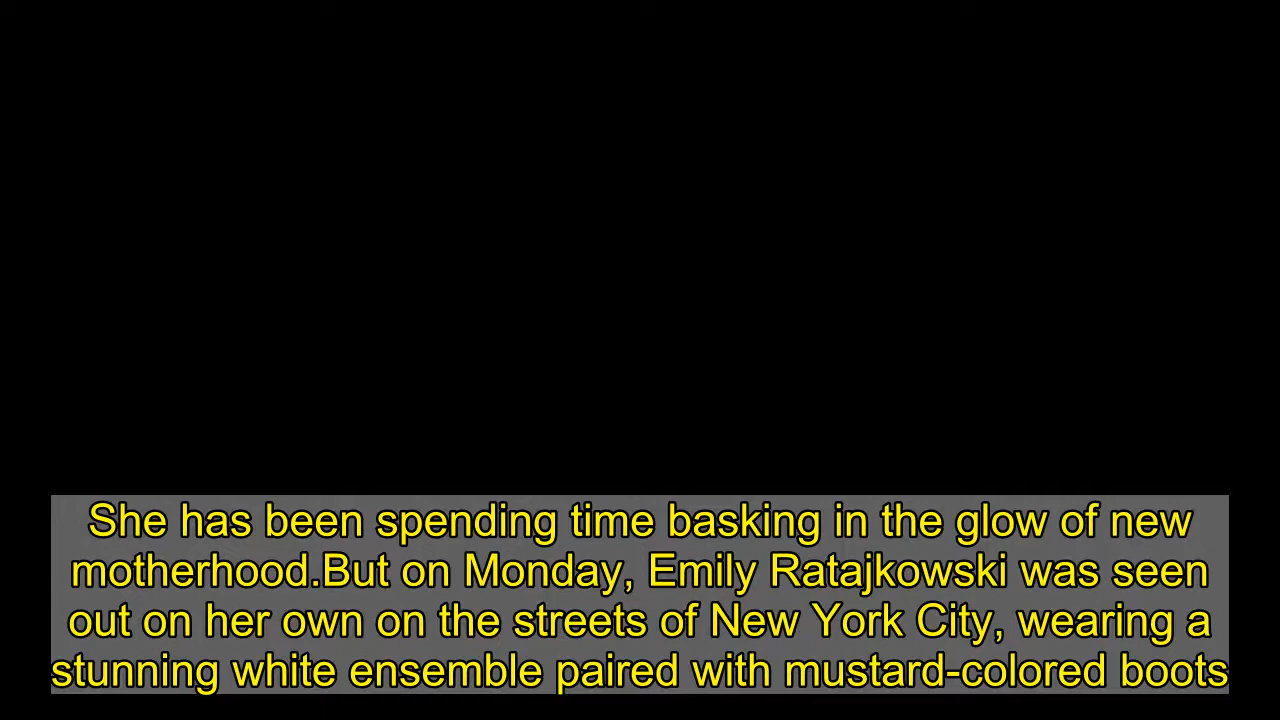 She has been spending time basking in the glow of new
motherhood.But on Monday, Emily Ratajkowski was seen
out on her own on the streets of New York City, wearing a
stunning white ensemble paired with mustard-colored boots